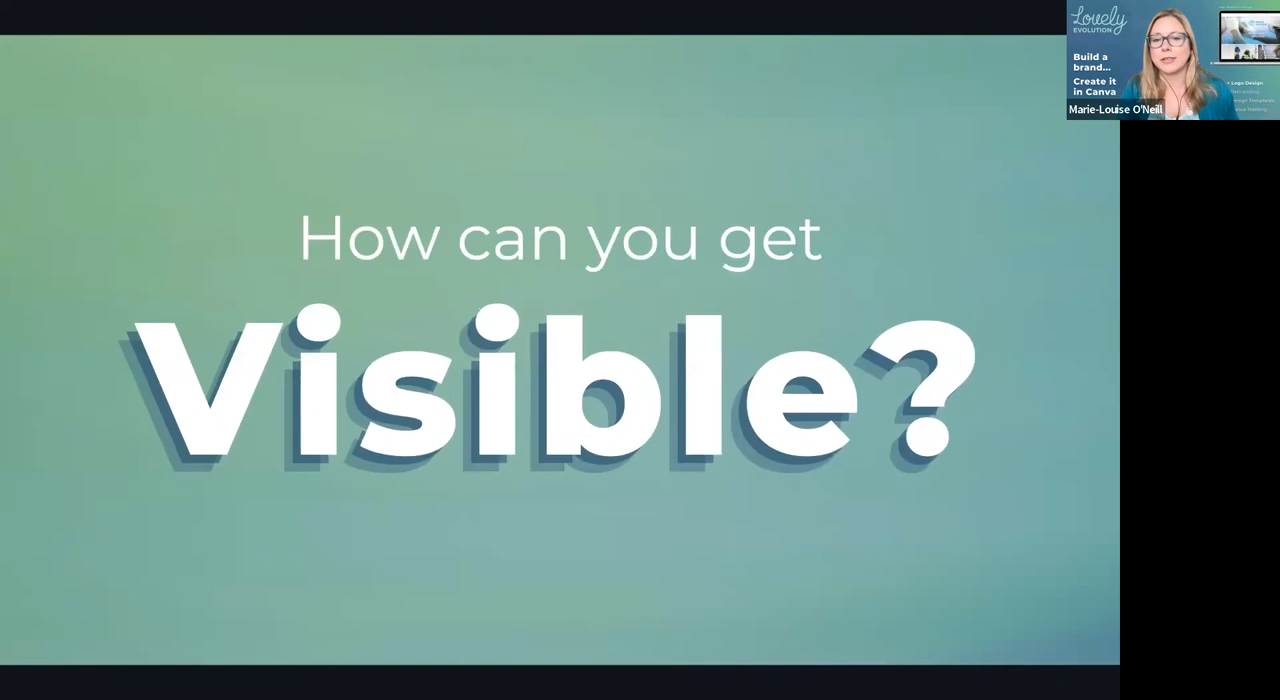 How can you get
Visible?
Lovely
EVOLUTION
Build a
brand...
Create it
in Canva
Logo Design
Marie-Louise O'Neill